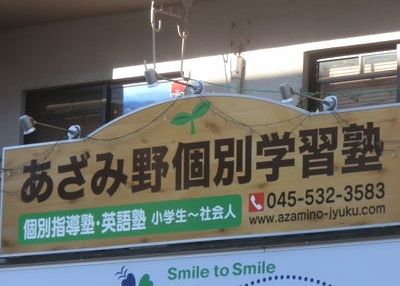 あざみ野個別学習塾
個別指導塾・英語塾 小学生～社会人
045-532-3583
www.azamino-jyuku.com
Smile to Smile